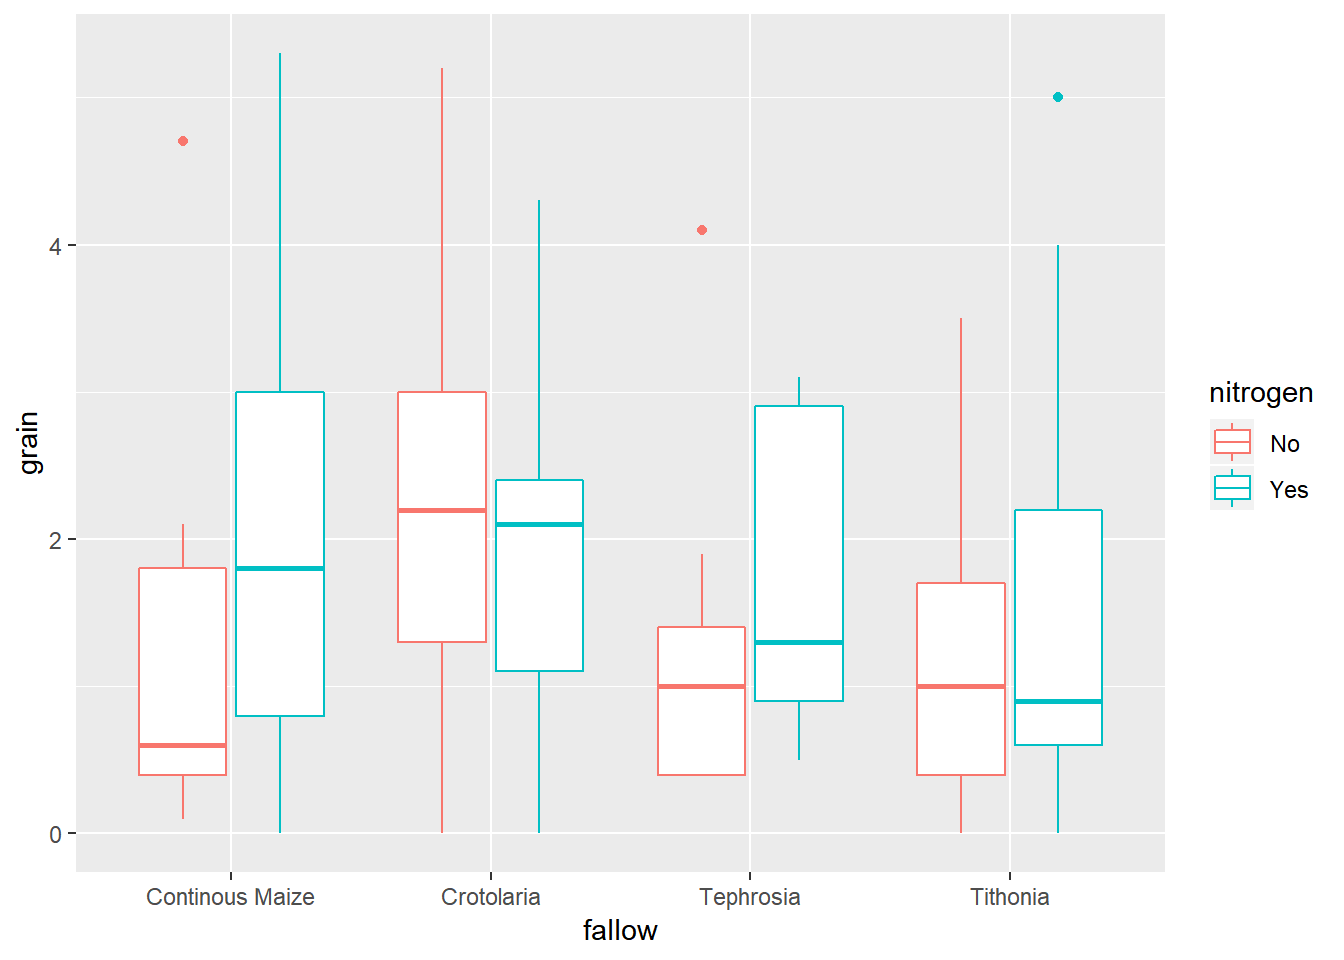 grain
4
2
0
Continous Maize
Crotolaria
Tephrosia
Tithonia
fallow
nitrogen
No
Yes